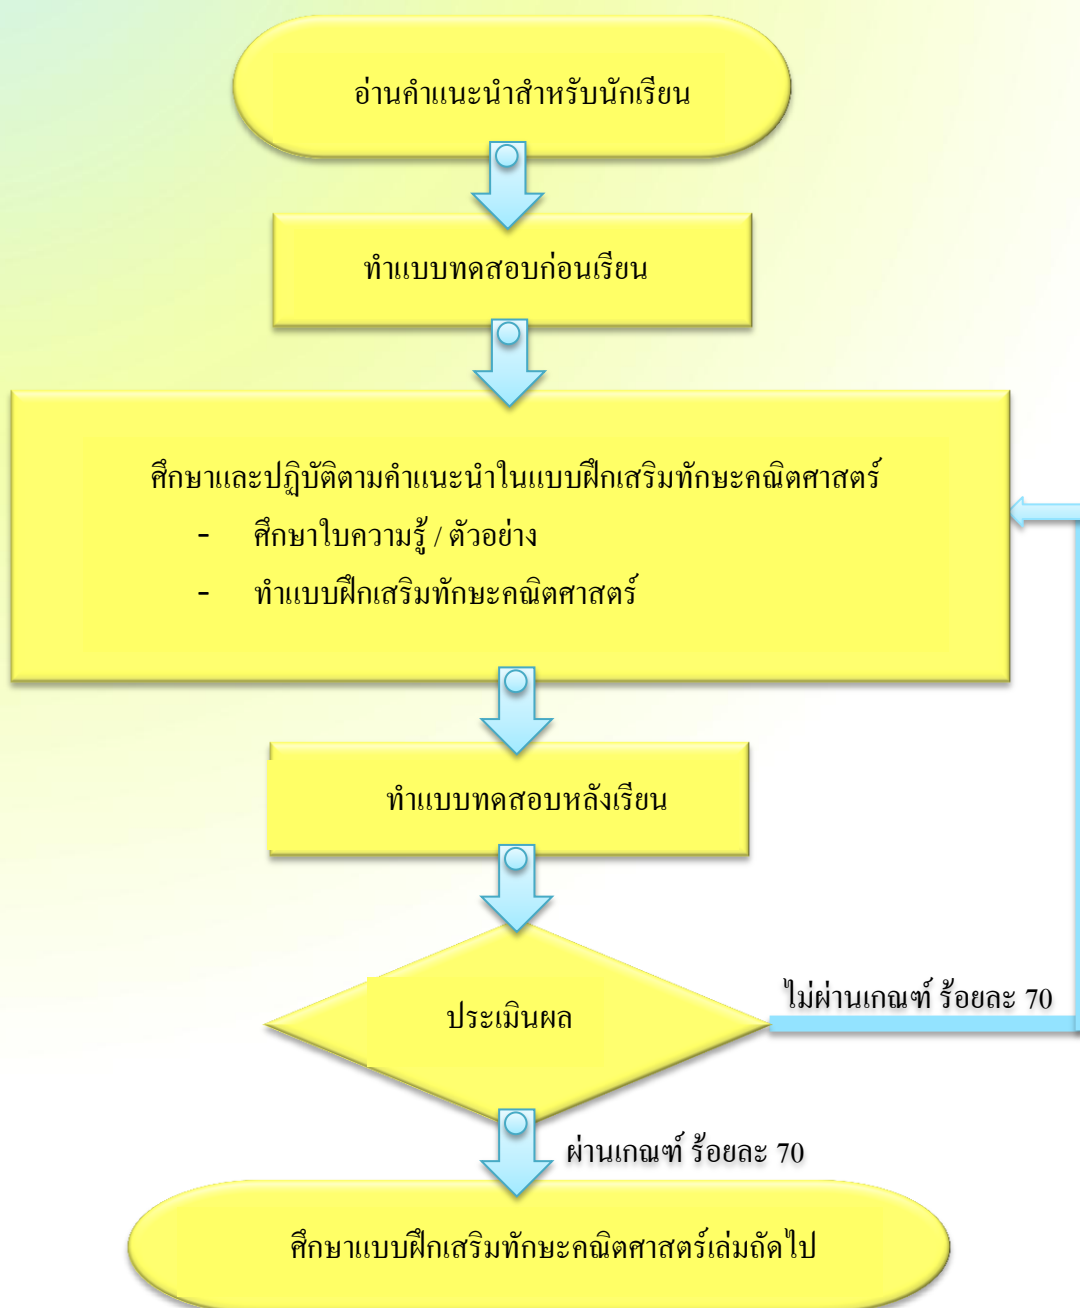 อ่านคำแนะนำสำหรับนักเรียน
ทำแบบทดสอบก่อนเรียน
ศึกษาและปฏิบัติตามคำแนะนำในแบบฝึกเสริมทักษะคณิตศาสตร์
- ศึกษาใบความรู้ / ตัวอย่าง
- ทำแบบฝึกเสริมทักษะคณิตศาสตร์
ทำแบบทดสอบหลังเรียน
ประเมินผล
ไม่ผ่านเกณฑ์ ร้อยละ 70
ผ่านเกณฑ์ ร้อยละ 70
ศึกษาแบบฝึกเสริมทักษะคณิตศาสตร์เล่มถัดไป